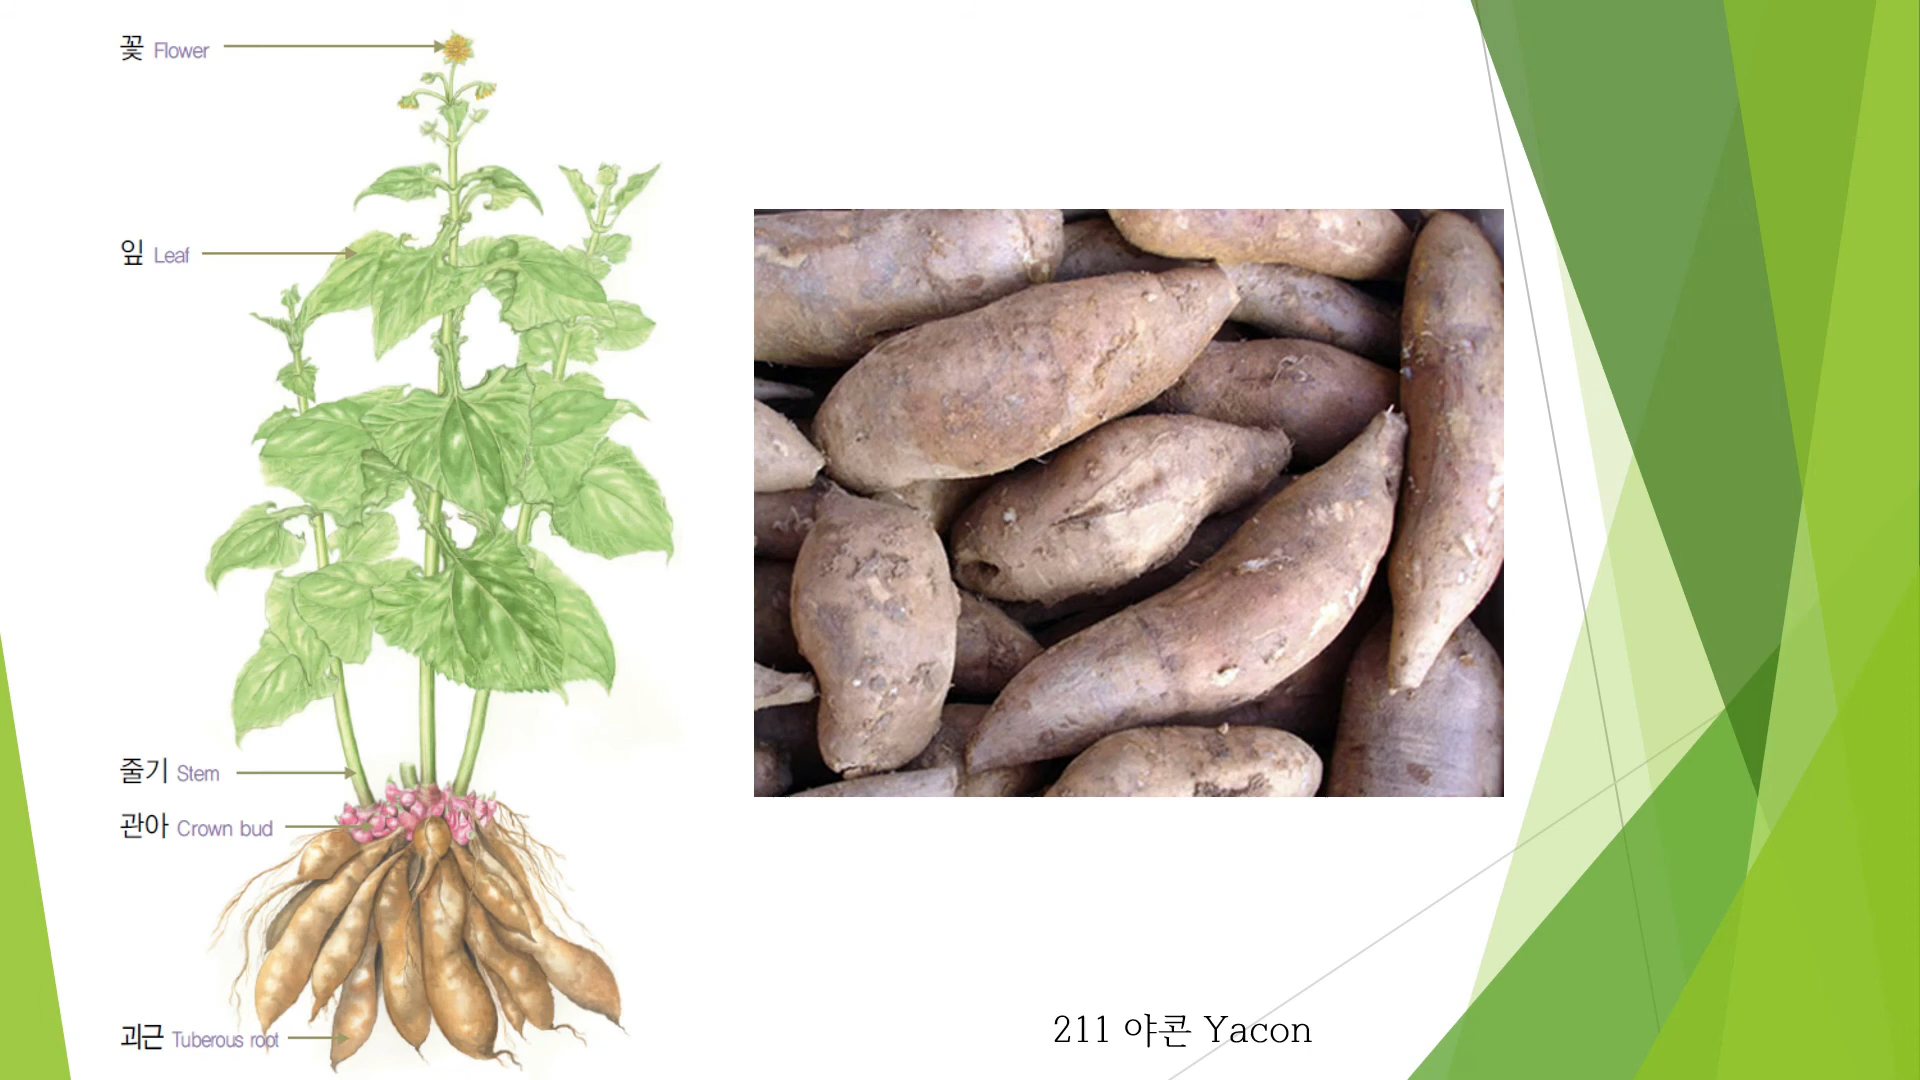 꽃 Flower
잎 Leaf
줄기 Stem
관아 Crown bud
괴근 Tuberous root
211 야콘 Yacon